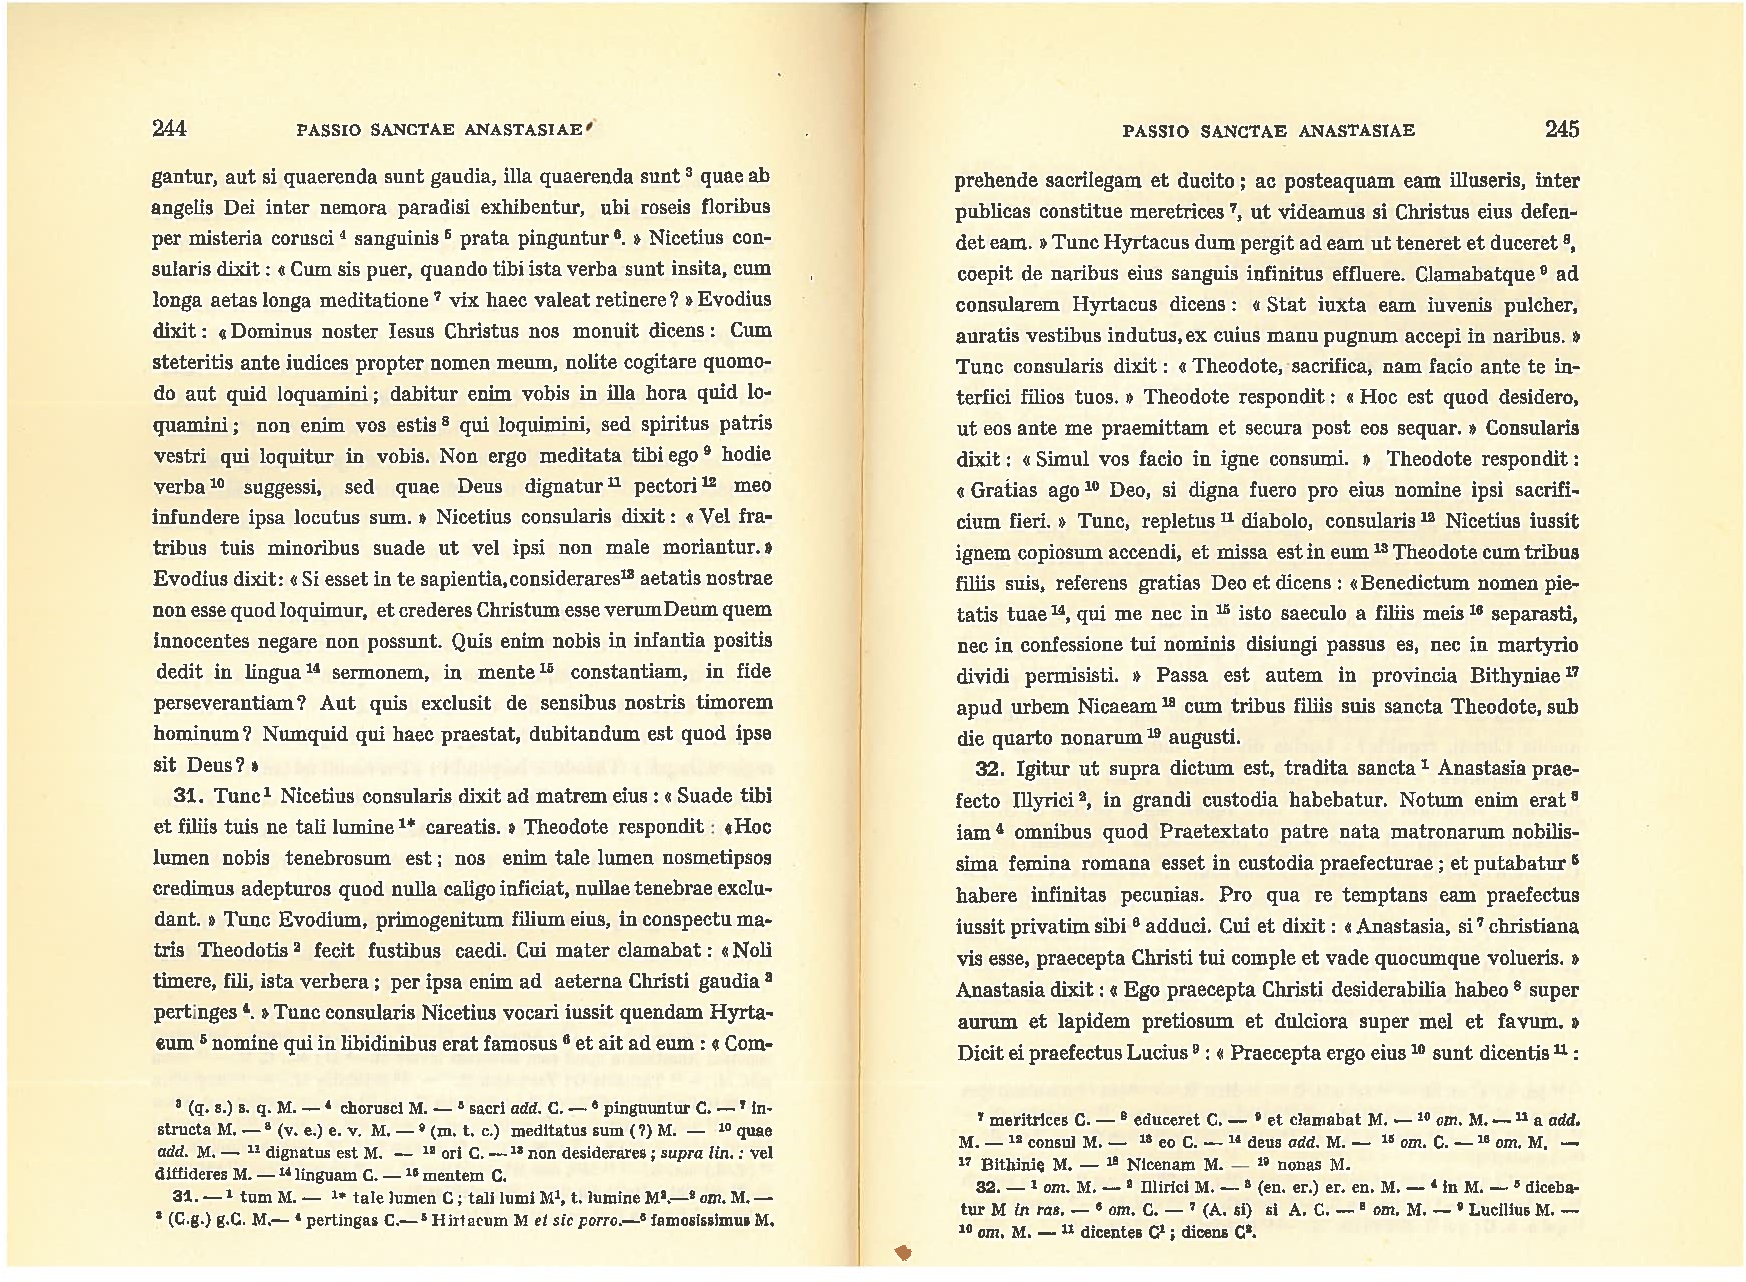 244 PASSIO SANCTAE ANASTASIAE
gantur, aut si quaerenda sunt gaudia, illa quaerenda sunt ³ quae ab
angelis Dei inter nemora paradisi exhibentur, ubi roseis floribus
per misteria corusci ⁴ sanguinis ⁵ prata pinguntur ⁶. » Nicetius con-
sularis dixit : « Cum sis puer, quando tibi ista verba sunt insita, cum
longa aetas longa meditatione ⁷ vix haec valeat retinere ? » Evodius
dixit : « Dominus noster Iesus Christus nos monuit dicens : Cum
steteritis ante iudices propter nomen meum, nolite cogitare quomo-
do aut quid loquamini ; dabitur enim vobis in illa hora quid lo-
quamini ; non enim vos estis ⁸ qui loquimini, sed spiritus patris
vestri qui loquitur in vobis. Non ergo meditata tibi ego ⁹ hodie
verba ¹⁰ suggessi, sed quae Deus dignatur ¹¹ pectori ¹² meo
infundere ipsa locutus sum. » Nicetius consularis dixit : « Vel fra-
tribus tuis minoribus suade ut vel ipsi non male moriantur. »
Evodius dixit: « Si esset in te sapientia, considerares¹³ aetatis nostrae
non esse quod loquimur, et crederes Christum esse verum Deum quem
innocentes negare non possunt. Quis enim nobis in infantia positis
dedit in lingua ¹⁴ sermonem, in mente ¹⁵ constantiam, in fide
perseverantiam ? Aut quis exclusit de sensibus nostris timorem
hominum ? Numquid qui haec praestat, dubitandum est quod ipse
sit Deus ? »
31. Tunc ¹ Nicetius consularis dixit ad matrem eius : « Suade tibi
et filiis tuis ne tali lumine ¹* careatis. » Theodote respondit : « Hoc
lumen nobis tenebrosum est ; nos enim tale lumen nosmetipsos
credimus adepturos quod nulla caligo inficiat, nullae tenebrae exclu-
dant. » Tunc Evodium, primogenitum filium eius, in conspectu ma-
tris Theodotis ² fecit fustibus caedi. Cui mater clamabat : « Noli
timere, fili, ista verbera ; per ipsa enim ad aeterna Christi gaudia ³
pertinges ⁴. » Tunc consularis Nicetius vocari iussit quendam Hyrta-
cum ⁵ nomine qui in libidinibus erat famosus ⁶ et ait ad eum : « Com-
³ (q. s.) s. q. M. — ⁴ chorusci M. — ⁵ sacri add. C. — ⁶ pingnuntur C. — ⁷ in-
structa M. — ⁸ (v. e.) e. v. M. — ⁹ (m. t. e.) meditatus sum (?) M. — ¹⁰ quae
add. M. — ¹¹ dignatus est M. — ¹² ori C. — ¹³ non desiderares ; supra lin. : vel
diffideres M. — ¹⁴ linguam C. — ¹⁵ mentem C.
31. — ¹ tum M. — ¹* tale lumen C ; tali lumi M¹, t. lumine M². — ² om. M. —
³ (C.g.) g.C. M. — ⁴ pertingas C. — ⁵ Hirtacum M et sic porro. — ⁶ famosissimus M.
PASSIO SANCTAE ANASTASIAE 245
prehende sacrilegam et ducito ; ac posteaquam eam illuseris, inter
publicas constitue meretrices ⁷, ut videamus si Christus eius defen-
det eam. » Tunc Hyrtacus dum pergit ad eam ut teneret et duceret ⁸,
coepit de naribus eius sanguis infinitus effluere. Clamabatque ⁹ ad
consularem Hyrtacus dicens : « Stat iuxta eam iuvenis pulcher,
auratis vestibus indutus, ex cuius manu pugnum accepi in naribus. »
Tunc consularis dixit : « Theodote, sacrifica, nam facio ante te in-
terfici filios tuos. » Theodote respondit : « Hoc est quod desidero,
ut eos ante me praemittam et secura post eos sequar. » Consularis
dixit : « Simul vos facio in igne consumi. » Theodote respondit :
« Gratias ago ¹⁰ Deo, si digna fuero pro eius nomine ipsi sacrifi-
cium fieri. » Tunc, repletus ¹¹ diabolo, consularis ¹² Nicetius iussit
ignem copiosum accendi, et missa est in eum ¹³ Theodote cum tribus
filiis suis, referens gratias Deo et dicens : « Benedictum nomen pie-
tatis tuae ¹⁴, qui me nec in ¹⁵ isto saeculo a filiis meis ¹⁶ separasti,
nec in confessione tui nominis disiungi passus es, nec in martyrio
dividi permisisti. » Passa est autem in provincia Bithyniae ¹⁷
apud urbem Nicaeam ¹⁸ cum tribus filiis suis sancta Theodote, sub
die quarto nonarum ¹⁹ augusti.
32. Igitur ut supra dictum est, tradita sancta ¹ Anastasia prae-
fecto Illyrici ², in grandi custodia habebatur. Notum enim erat ³
iam ⁴ omnibus quod Praetextato patre nata matronarum nobilis-
sima femina romana esset in custodia praefecturae ; et putabatur ⁵
habere infinitas pecunias. Pro qua re temptans eam praefectus
iussit privatim sibi ⁶ adduci. Cui et dixit : « Anastasia, si ⁷ christiana
vis esse, praecepta Christi tui comple et vade quocumque volueris. »
Anastasia dixit : « Ego praecepta Christi desiderabilia habeo ⁸ super
aurum et lapidem pretiosum et dulciora super mel et favum. »
Dicit ei praefectus Lucius ⁹ : « Praecepta ergo eius ¹⁰ sunt dicentis ¹¹ :
⁷ meritrices C. — ⁸ educeret C. — ⁹ et clamabat M. — ¹⁰ om. M. — ¹¹ a add.
M. — ¹² consul M. — ¹³ eo C. — ¹⁴ deus add. M. — ¹⁵ om. C. — ¹⁶ om. M. —
¹⁷ Bithinię M. — ¹⁸ Nicenam M. — ¹⁹ nonas M.
32. — ¹ om. M. — ² Illirici M. — ³ (en. er.) er. en. M. — ⁴ in M. — ⁵ diceba-
tur M in ras. — ⁶ om. C. — ⁷ (A. si) si A. C. — ⁸ om. M. — ⁹ Lucilius M. —
¹⁰ om. M. — ¹¹ dicentes C¹ ; dicens C².